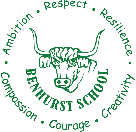 Ambition • Respect • Resilience
BENHURST SCHOOL
Compassion • Courage • Creativity